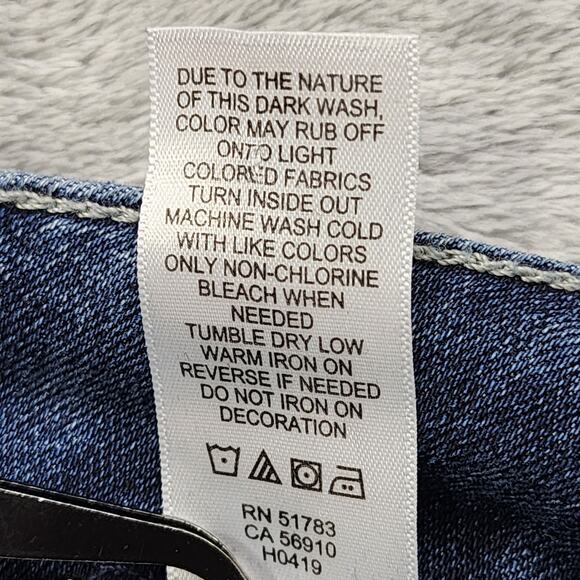 DUE TO THE NATURE
OF THIS DARK WASH,
COLOR MAY RUB OFF
ONTO LIGHT
COLORED FABRICS
TURN INSIDE OUT
MACHINE WASH COLD
WITH LIKE COLORS
ONLY NON-CHLORINE
BLEACH WHEN
NEEDED
TUMBLE DRY LOW
WARM IRON ON
REVERSE IF NEEDED
DO NOT IRON ON
DECORATION
RN 51783
CA 56910
H0419